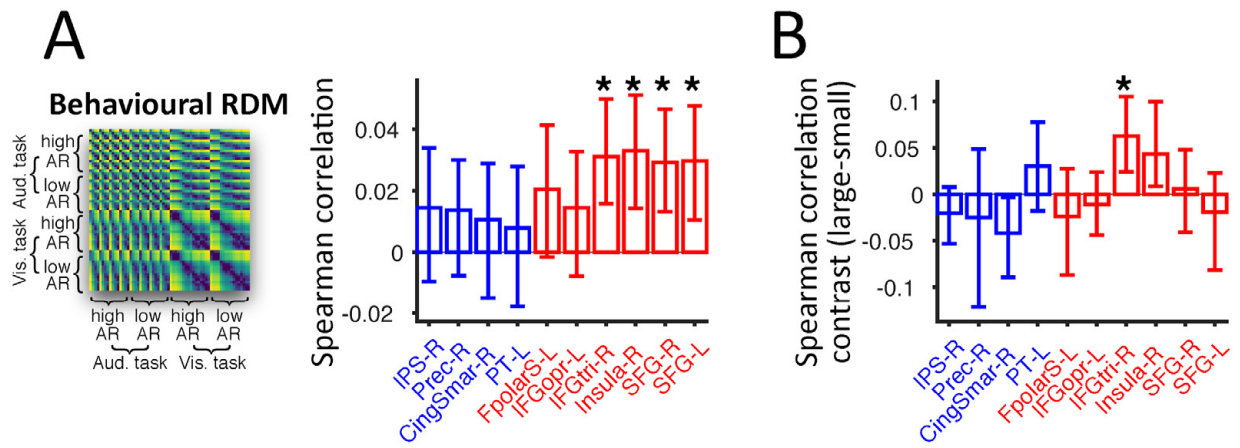 A
Behavioural RDM
Aud. task
Vis. task
high
AR
low
AR
high
AR
low
AR
high
AR
low
AR
high
AR
low
AR
Aud. task
Vis. task
Spearman correlation
0.04
0.02
0
-0.02
* * * *
IPS-R
Prec-R
CingSmar-R
PT-L
FpolarS-L
IFGopr-L
IFGtri-R
Insula-R
SFG-R
SFG-L
B
Spearman correlation
contrast (large-small)
0.1
0.05
0
-0.05
-0.1
*
IPS-R
Prec-R
CingSmar-R
PT-L
FpolarS-L
IFGopr-L
IFGtri-R
Insula-R
SFG-R
SFG-L